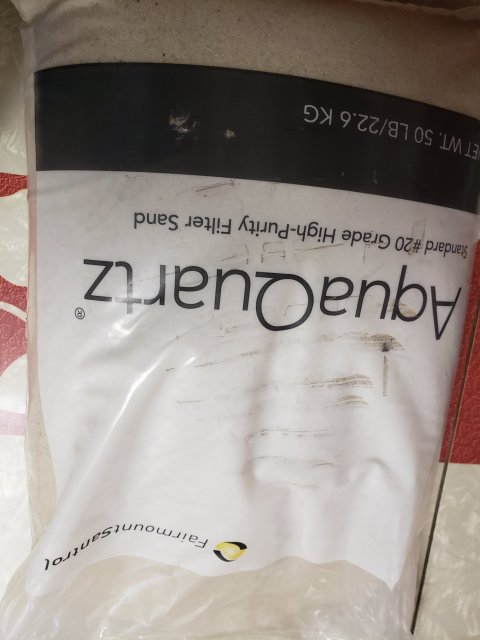 FairmountSantrol
AquaQuartz®
Standard #20 Grade High-Purity Filter Sand
NET WT. 50 LB/22.6 KG